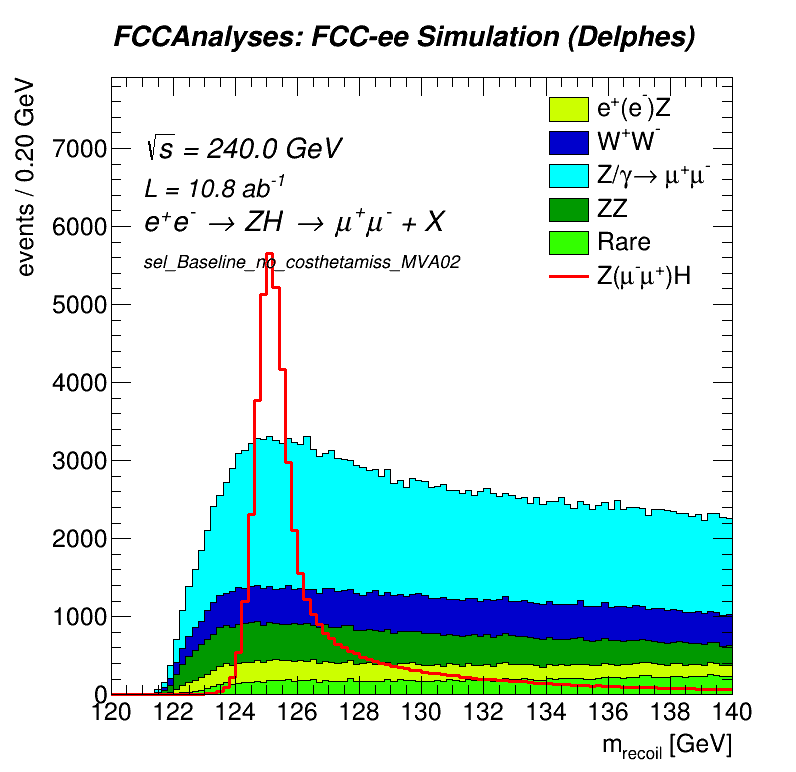 FCCAnalyses: FCC-ee Simulation (Delphes)
events / 0.20 GeV
√s = 240.0 GeV
L = 10.8 ab⁻¹
e⁺e⁻ → ZH → μ⁺μ⁻ + X
sel_Baseline_no_costhetamiss_MVA02
e⁺(e⁻)Z
W⁺W⁻
Z/γ→ μ⁺μ⁻
ZZ
Rare
Z(μ⁻μ⁺)H
7000
6000
5000
4000
3000
2000
1000
0
120 122 124 126 128 130 132 134 136 138 140
m_recoil [GeV]